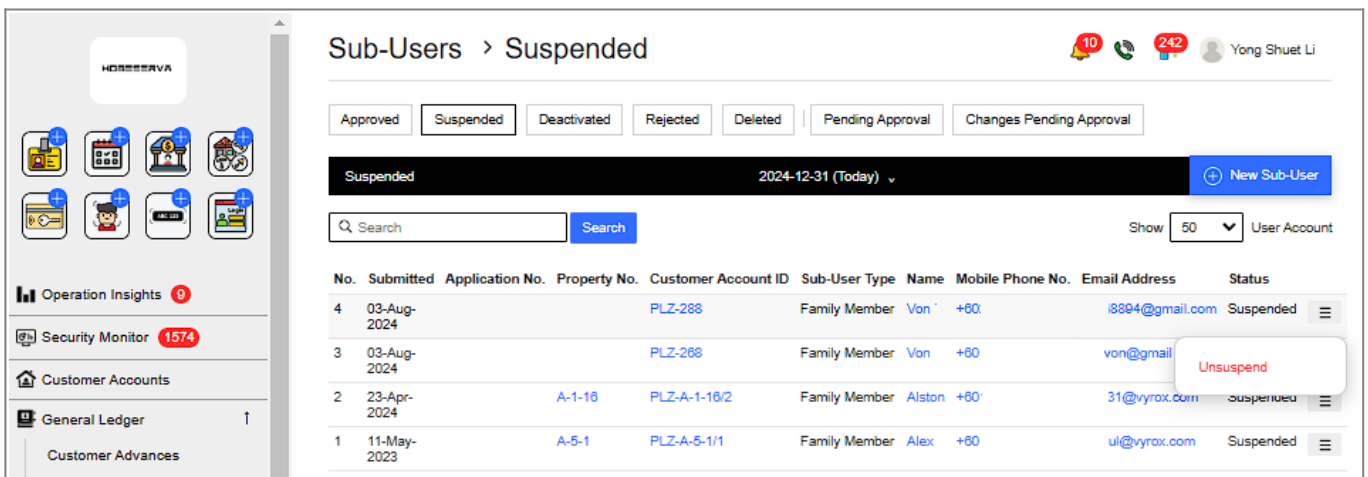 HOMESERVA
Sub-Users > Suspended
10
242
Yong Shuet Li
Approved Suspended Deactivated Rejected Deleted | Pending Approval Changes Pending Approval
Suspended 2024-12-31 (Today) New Sub-User
Search Search Show 50 User Account
No. Submitted Application No. Property No. Customer Account ID Sub-User Type Name Mobile Phone No. Email Address Status
4 03-Aug-2024 PLZ-288 Family Member Von +60 i8894@gmail.com Suspended
3 03-Aug-2024 PLZ-268 Family Member Von +60 von@gmail
Unsuspend
2 23-Apr-2024 A-1-16 PLZ-A-1-16/2 Family Member Alston +60 31@vyrox.com Suspended
1 11-May-2023 A-5-1 PLZ-A-5-1/1 Family Member Alex +60 ul@vyrox.com Suspended
ABC 123
Login
Operation Insights 9
Security Monitor 1574
Customer Accounts
General Ledger ↑
Customer Advances